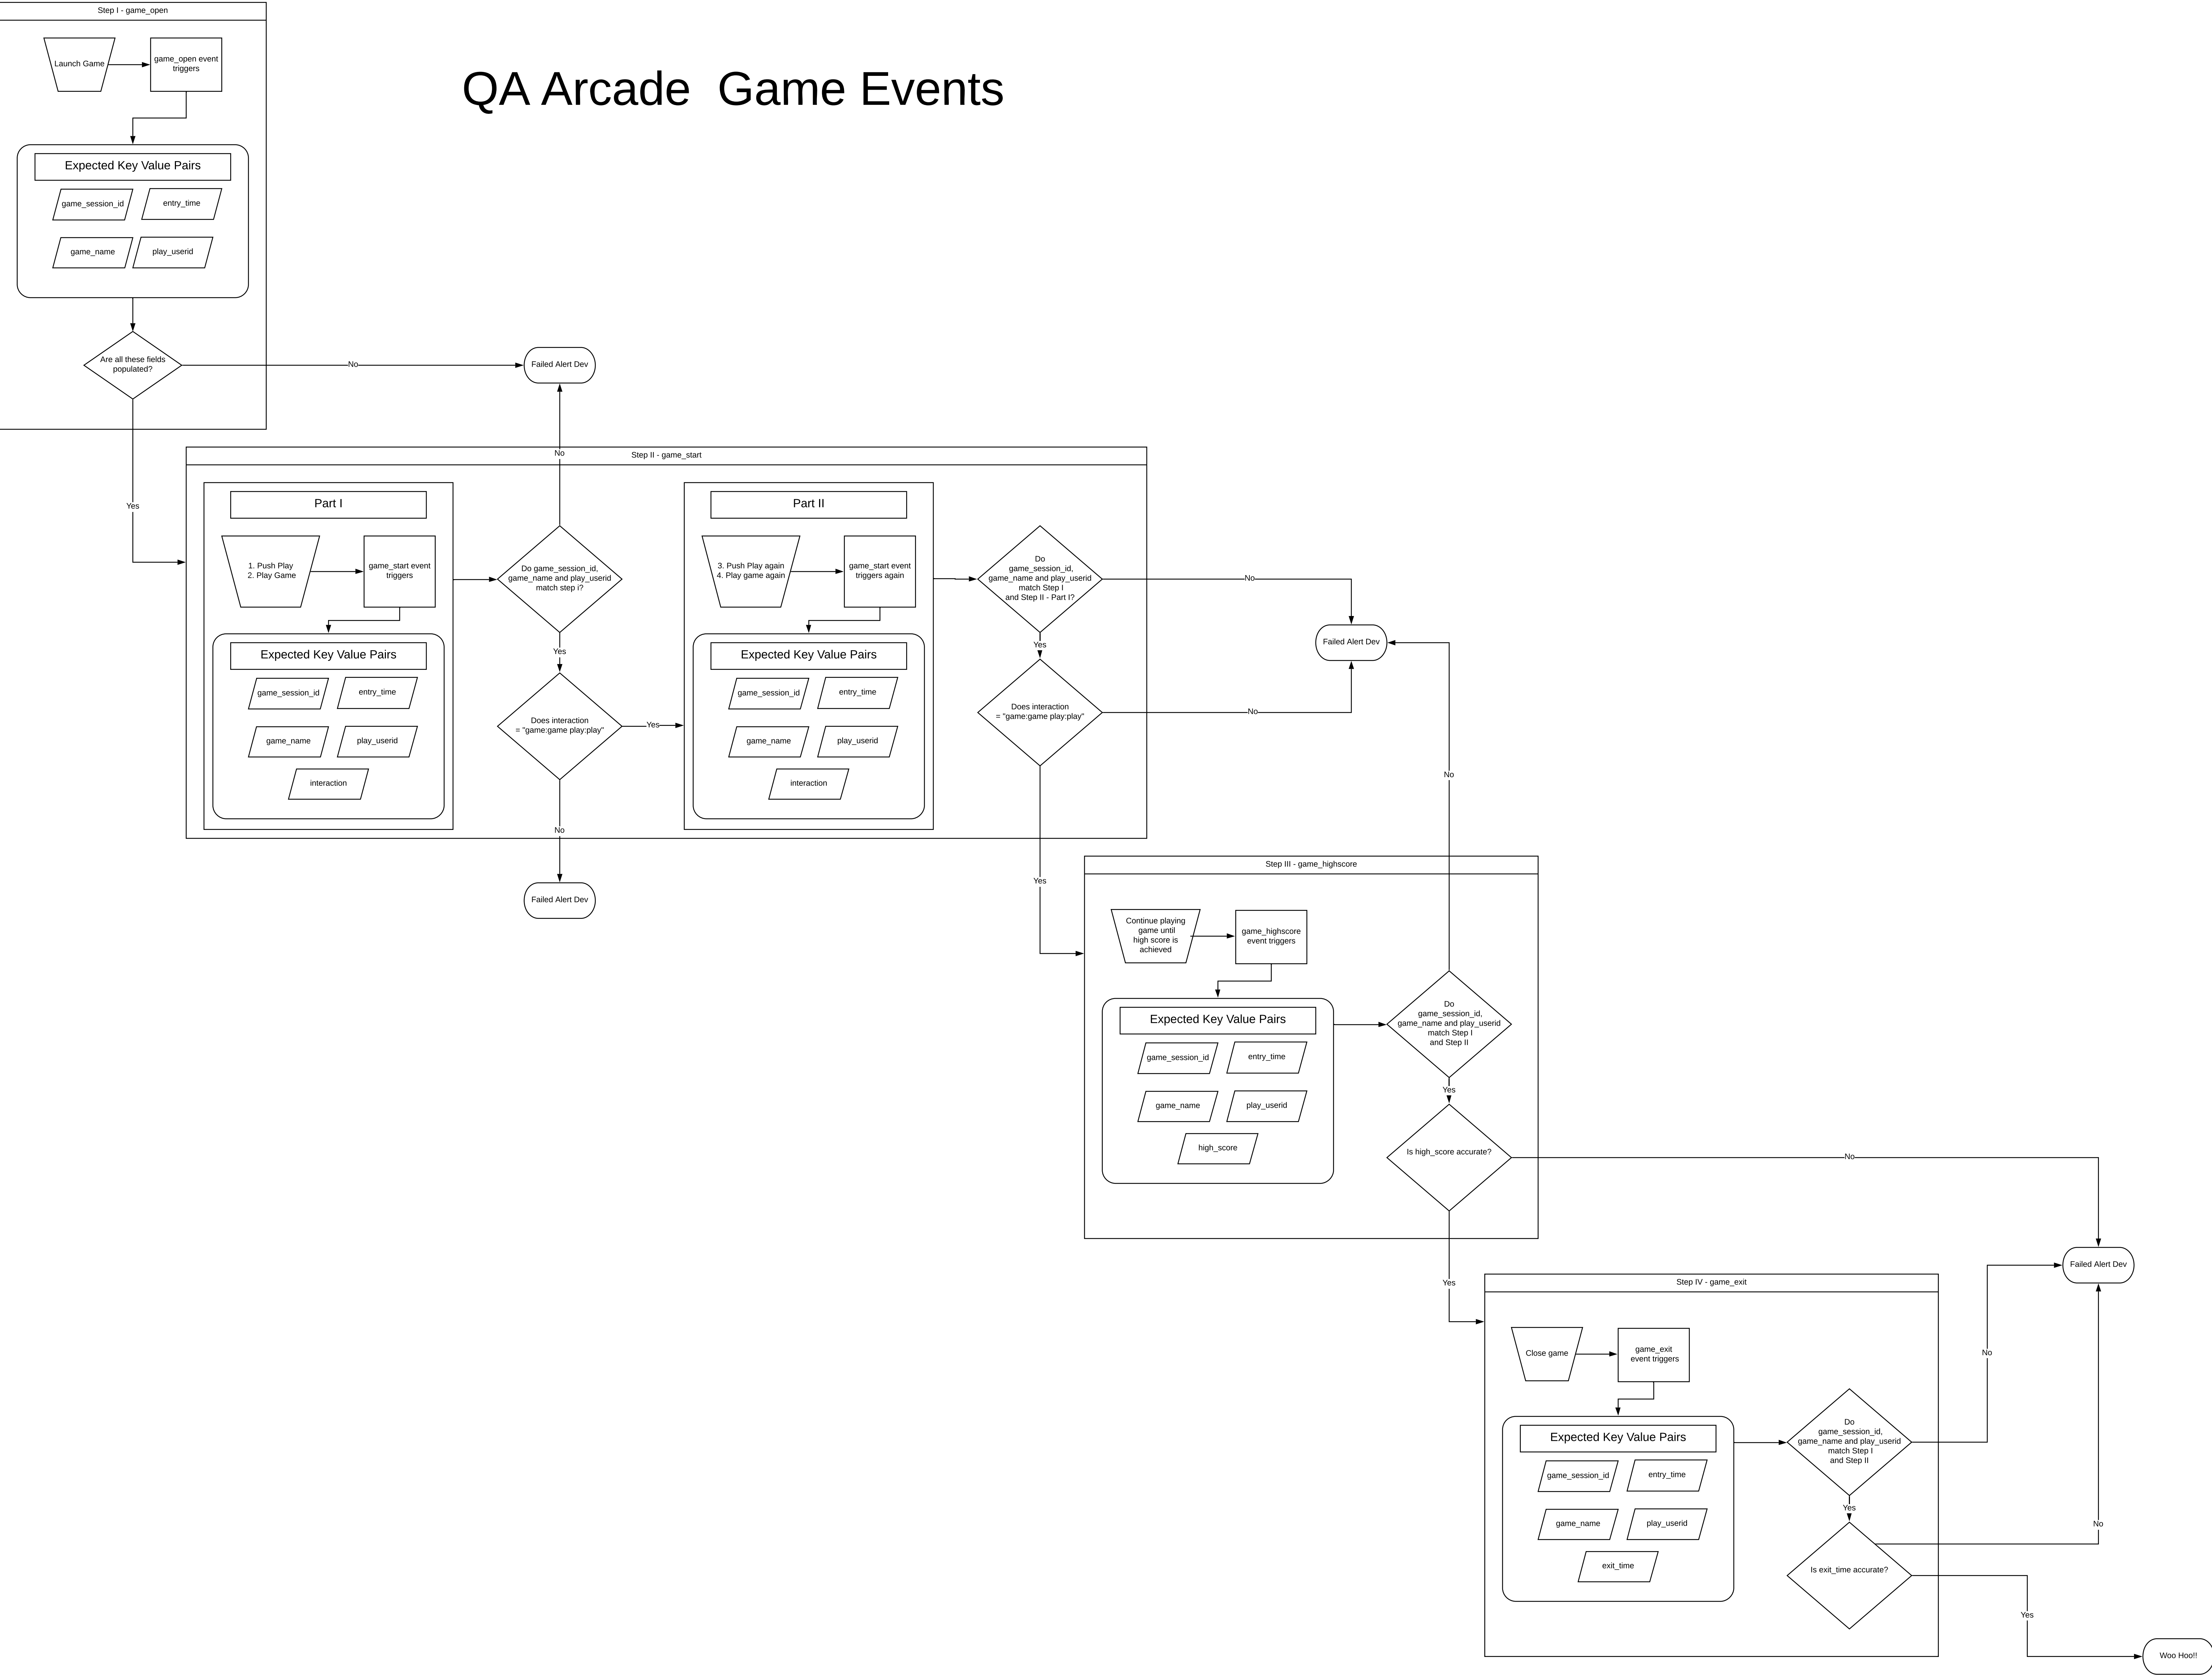 Step I - game_open
Launch Game
game_open event
triggers
QA Arcade  Game Events
Expected Key Value Pairs
game_session_id
entry_time
game_name
play_userid
Are all these fields
populated?
No
Failed Alert Dev
Yes
No
Step II - game_start
Part I
1. Push Play
2. Play Game
game_start event
triggers
Expected Key Value Pairs
game_session_id
entry_time
game_name
play_userid
interaction
Do game_session_id,
game_name and play_userid
match step i?
Yes
Does interaction
= "game:game play:play"
Yes
No
Failed Alert Dev
Part II
3. Push Play again
4. Play game again
game_start event
triggers again
Expected Key Value Pairs
game_session_id
entry_time
game_name
play_userid
interaction
Do
game_session_id,
game_name and play_userid
match Step I
and Step II - Part I?
No
Yes
Does interaction
= "game:game play:play"
No
Failed Alert Dev
Yes
No
Step III - game_highscore
Continue playing
game until
high score is
achieved
game_highscore
event triggers
Expected Key Value Pairs
game_session_id
entry_time
game_name
play_userid
high_score
Do
game_session_id,
game_name and play_userid
match Step I
and Step II
Yes
Is high_score accurate?
No
Yes
Failed Alert Dev
Step IV - game_exit
Close game
game_exit
event triggers
Expected Key Value Pairs
game_session_id
entry_time
game_name
play_userid
exit_time
Do
game_session_id,
game_name and play_userid
match Step I
and Step II
No
Yes
Is exit_time accurate?
No
Yes
Woo Hoo!!